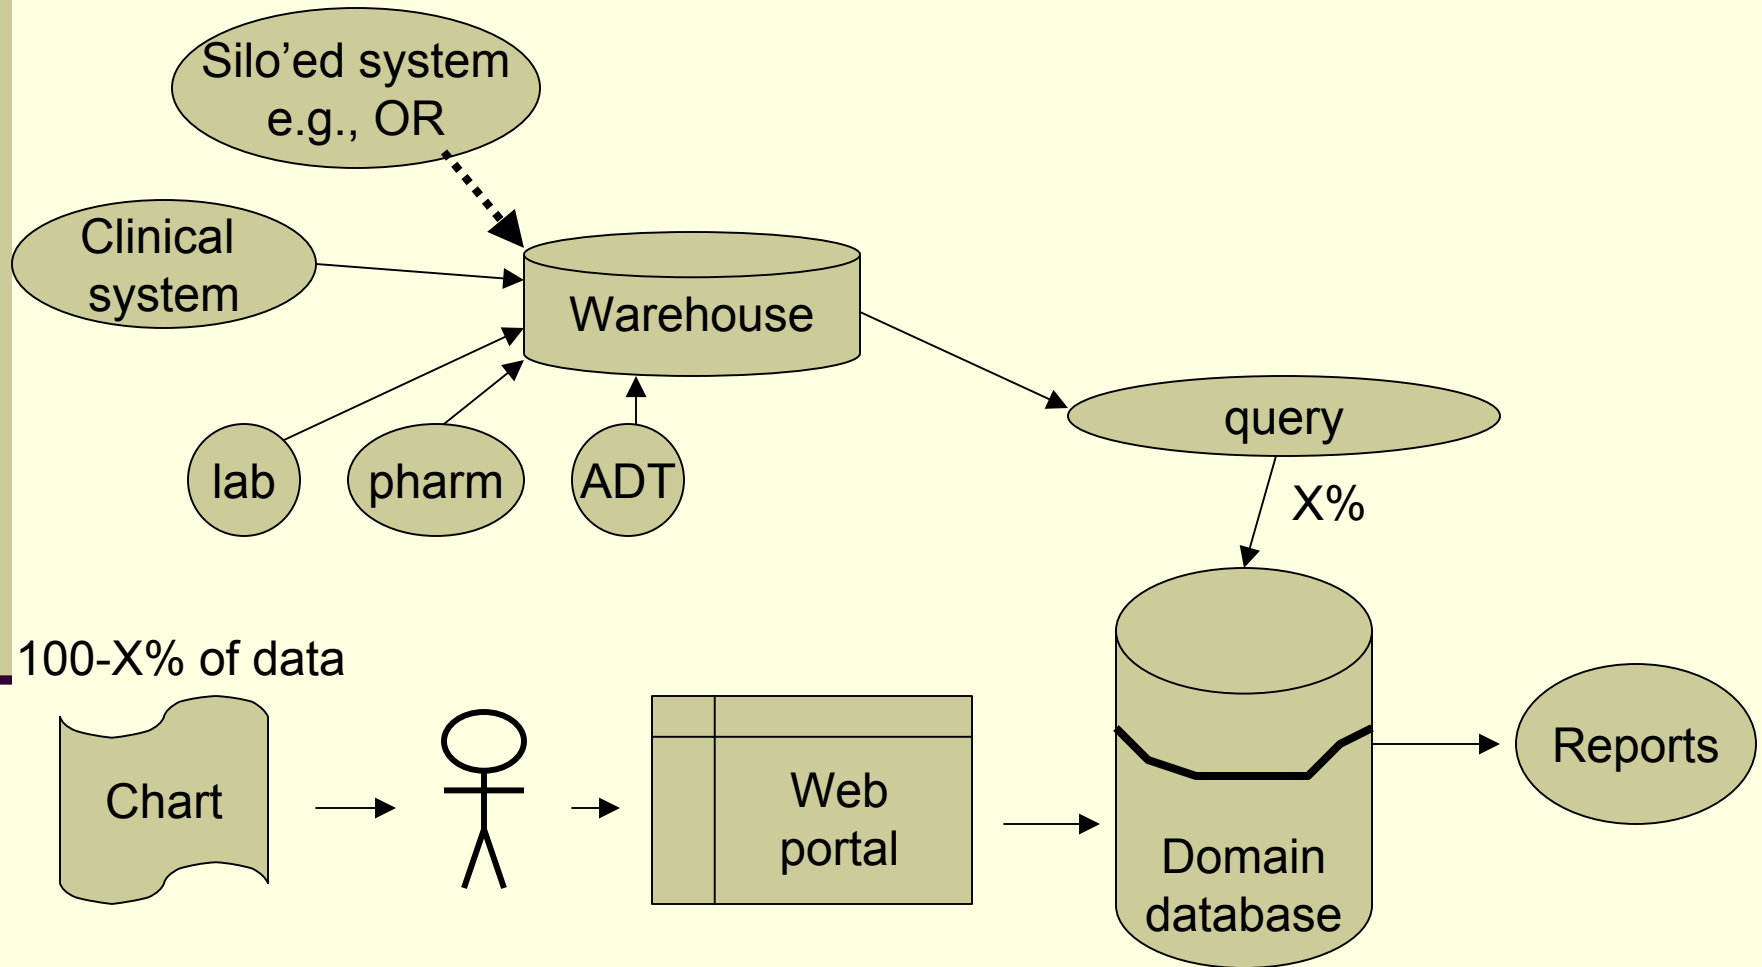 Silo’ed system
e.g., OR
Clinical
system
Warehouse
query
lab
pharm
ADT
X%
100-X% of data
Chart
Web
portal
Domain
database
Reports